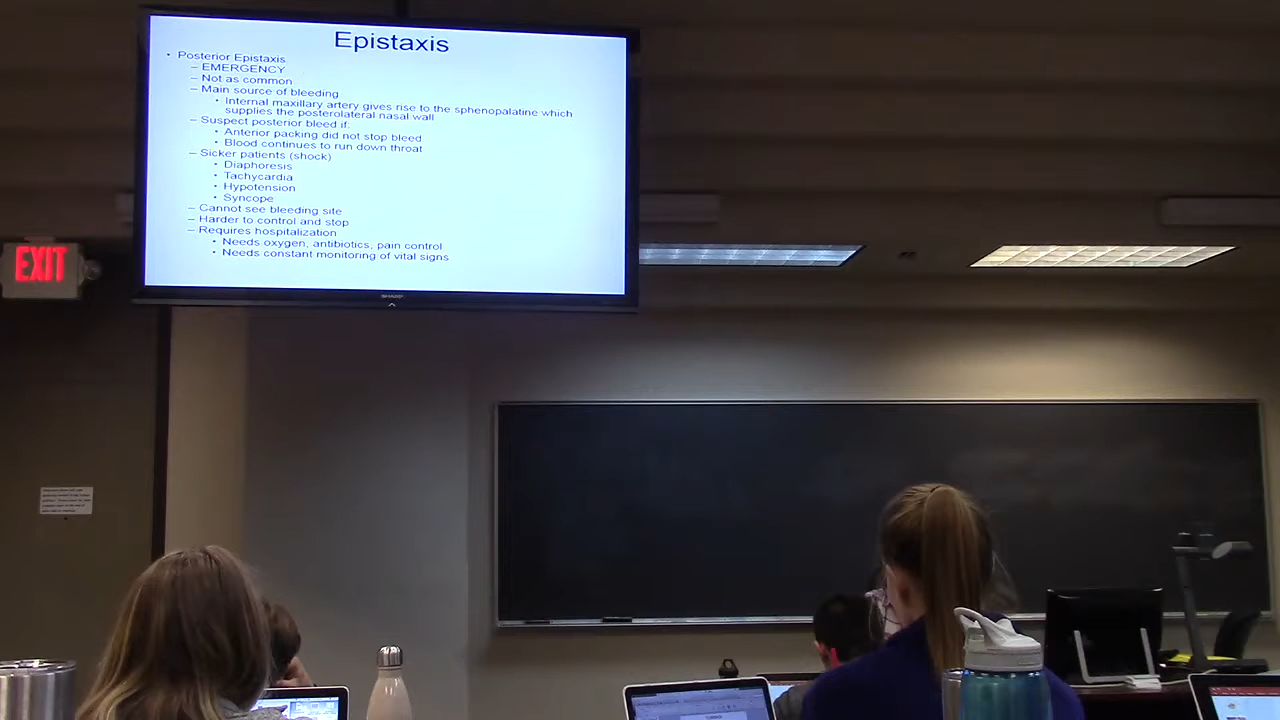 Epistaxis
• Posterior Epistaxis
– EMERGENCY
– Not as common
– Main source of bleeding
• Internal maxillary artery gives rise to the sphenopalatine which
supplies the posterolateral nasal wall
– Suspect posterior bleed if:
• Anterior packing did not stop bleed
• Blood continues to run down throat
– Sicker patients (shock)
• Diaphoresis
• Tachycardia
• Hypotension
• Syncope
– Cannot see bleeding site
– Harder to control and stop
– Requires hospitalization
• Needs oxygen, antibiotics, pain control
• Needs constant monitoring of vital signs
SHARP
EXIT